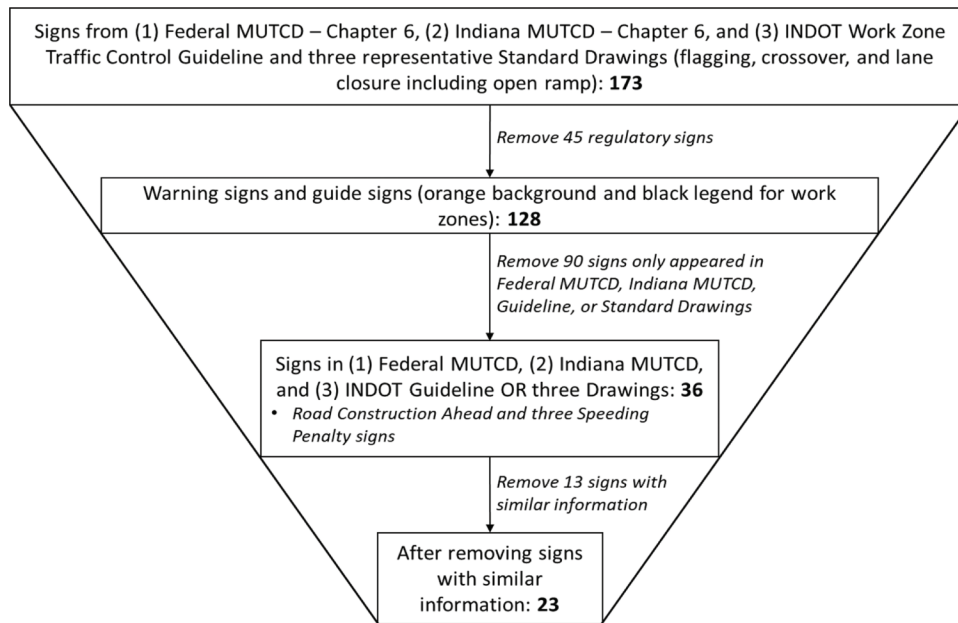 Signs from (1) Federal MUTCD – Chapter 6, (2) Indiana MUTCD – Chapter 6, and (3) INDOT Work Zone
Traffic Control Guideline and three representative Standard Drawings (flagging, crossover, and lane
closure including open ramp): 173
Remove 45 regulatory signs
Warning signs and guide signs (orange background and black legend for work
zones): 128
Remove 90 signs only appeared in
Federal MUTCD, Indiana MUTCD,
Guideline, or Standard Drawings
Signs in (1) Federal MUTCD, (2) Indiana MUTCD,
and (3) INDOT Guideline OR three Drawings: 36
• Road Construction Ahead and three Speeding
Penalty signs
Remove 13 signs with
similar information
After removing signs
with similar
information: 23